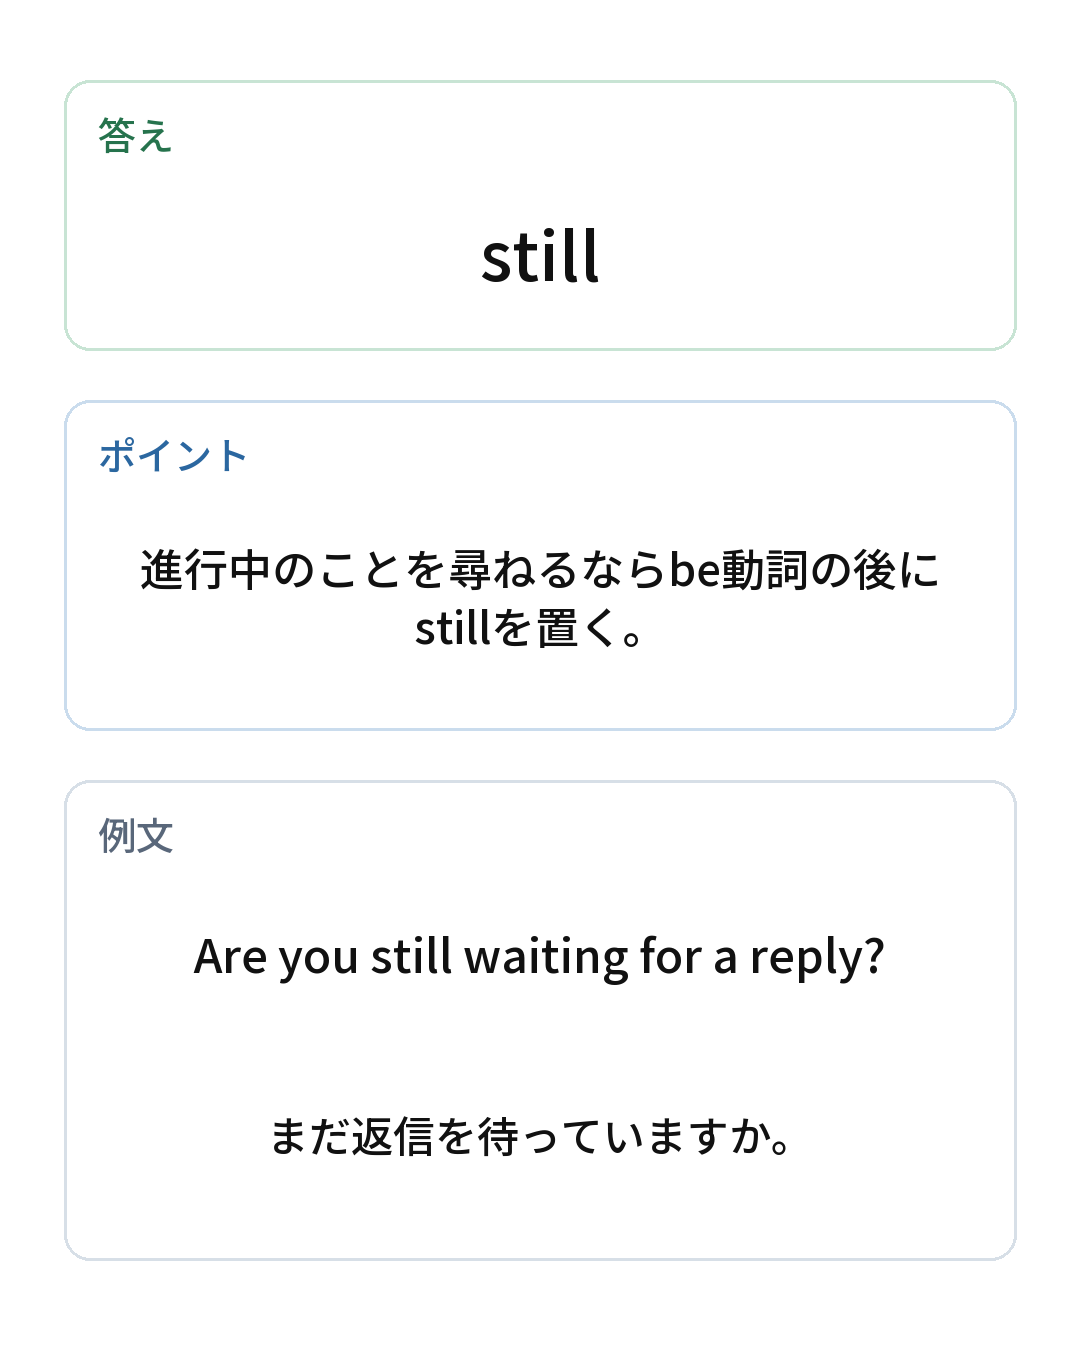 答え
still
ポイント
進行中のことを尋ねるならbe動詞の後に
stillを置く。
例文
Are you still waiting for a reply?
まだ返信を待っていますか。